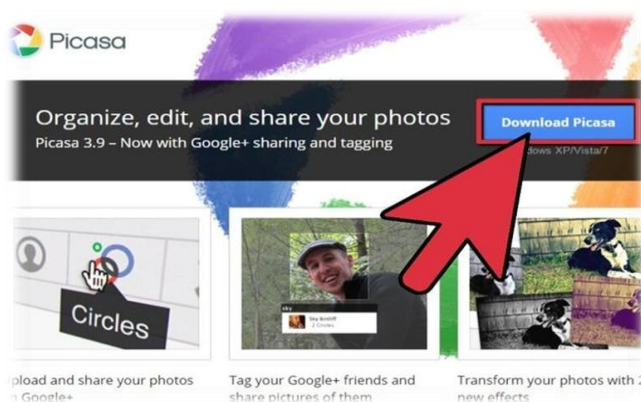 Picasa
Organize, edit, and share your photos
Picasa 3.9 – Now with Google+ sharing and tagging
Download Picasa
XP/Vista/7
Circles
sky
2 Circles
and share your photos
Google+
Tag your Google+ friends and
share pictures of them
Transform your photos with
new effects